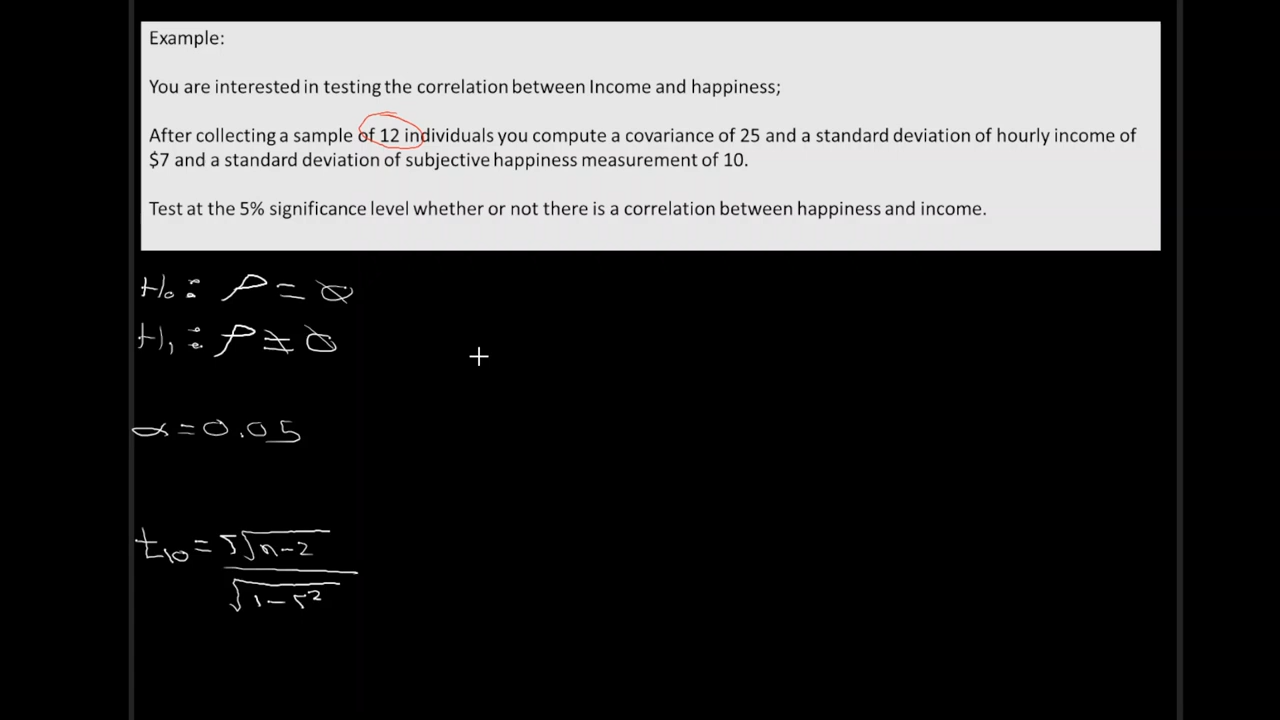 Example:
You are interested in testing the correlation between Income and happiness;
After collecting a sample of 12 individuals you compute a covariance of 25 and a standard deviation of hourly income of
$7 and a standard deviation of subjective happiness measurement of 10.
Test at the 5% significance level whether or not there is a correlation between happiness and income.
H₀: ρ = 0
H₁: ρ ≠ 0
α = 0.05
t₁₀ = r√(n-2) / √(1-r²)